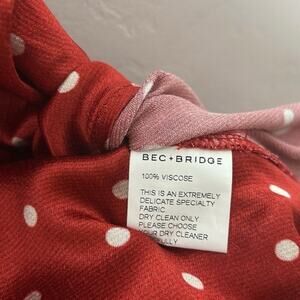 BEC+BRIDGE
100% VISCOSE
THIS IS AN EXTREMELY
DELICATE SPECIALTY
FABRIC.
DRY CLEAN ONLY
PLEASE CHOOSE
YOUR DRY CLEANER
FULLY